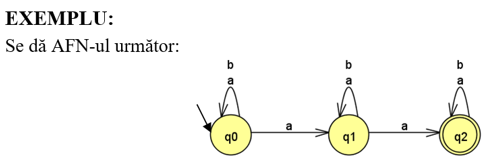 EXEMPLU:
Se dă AFN-ul următor:
b b b
a a a
q0 a q1 a q2